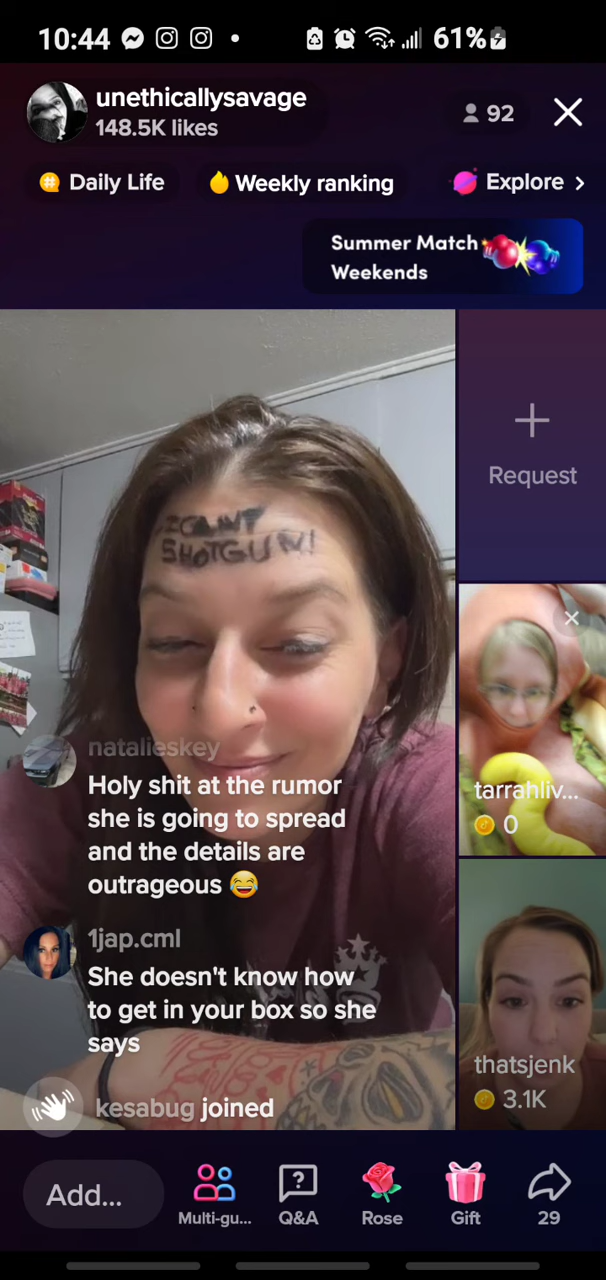 10:44
61%
unethicallysavage
148.5K likes
92
Daily Life
Weekly ranking
Explore
Summer Match
Weekends
Request
I CAN'T
SHOTGUN!
natalieskey
Holy shit at the rumor
she is going to spread
and the details are
outrageous 😂
tarrahliv...
0
1jap.cml
She doesn't know how
to get in your box so she
says
thatsjenk
3.1K
kesabug joined
Add...
Multi-gu...
Q&A
Rose
Gift
29